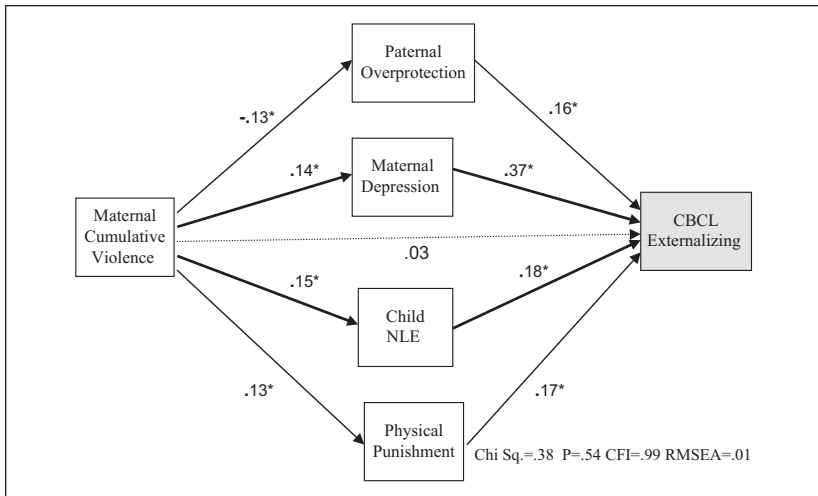 Paternal
Overprotection
-.13*
.16*
Maternal
Depression
.14*
.37*
Maternal
Cumulative
Violence
CBCL
Externalizing
.03
.15*
.18*
Child
NLE
.13*
.17*
Physical
Punishment
Chi Sq.=.38 P=.54 CFI=.99 RMSEA=.01